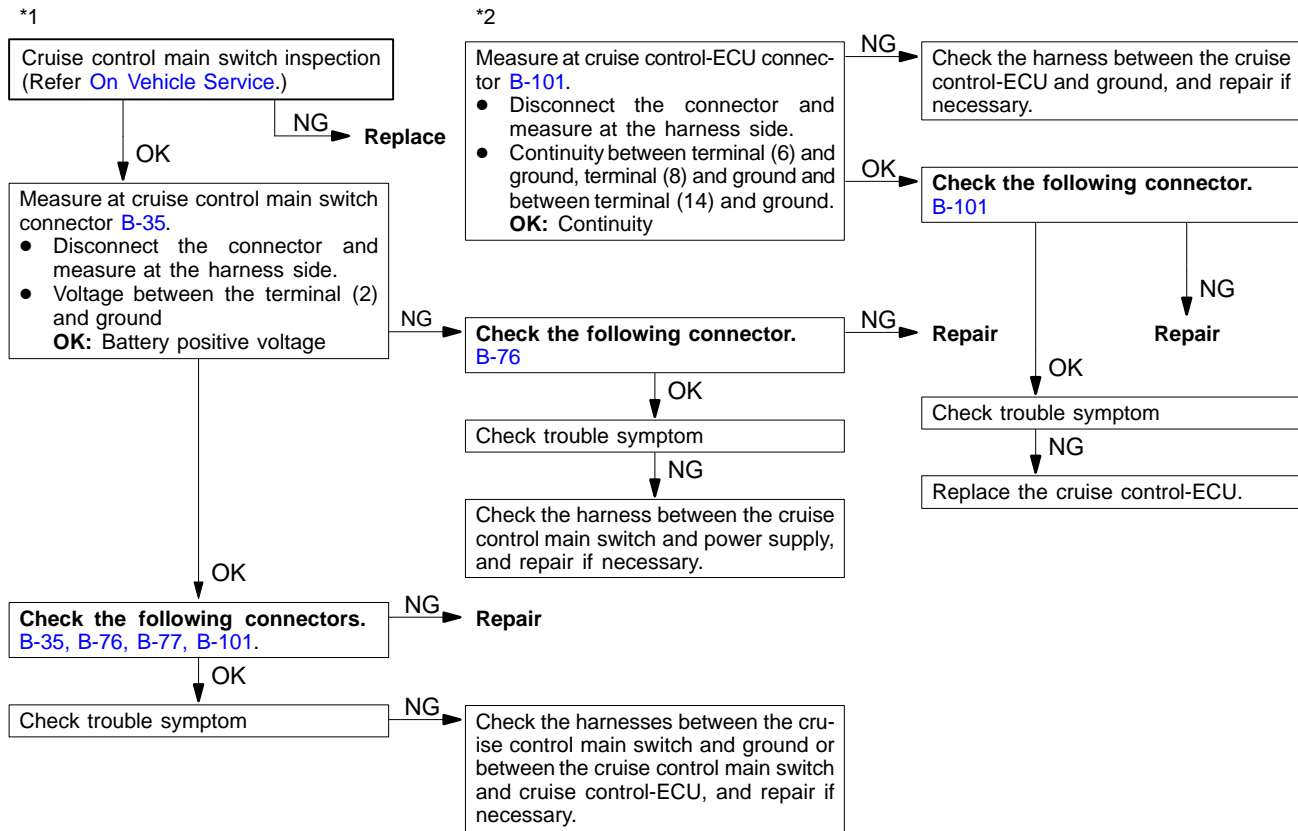 *1
Cruise control main switch inspection
(Refer On Vehicle Service.)
NG
Replace
OK
Measure at cruise control main switch
connector B-35.
● Disconnect the connector and
measure at the harness side.
● Voltage between the terminal (2)
and ground
OK: Battery positive voltage
NG
Check the following connector.
B-76
NG
Repair
OK
Check trouble symptom
NG
Check the harness between the cruise
control main switch and power supply,
and repair if necessary.
OK
Check the following connectors.
B-35, B-76, B-77, B-101.
NG
Repair
OK
Check trouble symptom
NG
Check the harnesses between the cru-
ise control main switch and ground or
between the cruise control main switch
and cruise control-ECU, and repair if
necessary.
*2
Measure at cruise control-ECU connec-
tor B-101.
● Disconnect the connector and
measure at the harness side.
● Continuity between terminal (6) and
ground, terminal (8) and ground and
between terminal (14) and ground.
OK: Continuity
NG
Check the harness between the cruise
control-ECU and ground, and repair if
necessary.
OK
Check the following connector.
B-101
NG
Repair
OK
Check trouble symptom
NG
Replace the cruise control-ECU.